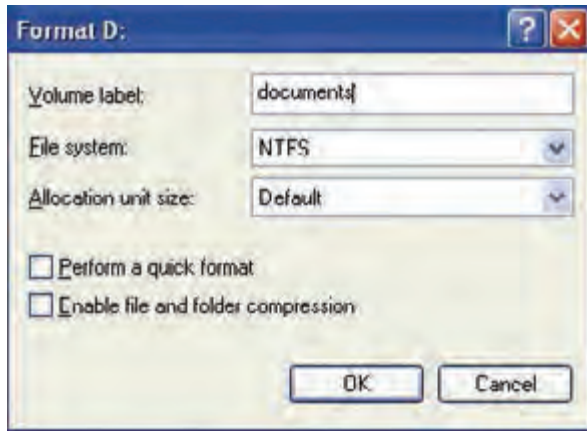 Format D:
Volume label: documents
File system: NTFS
Allocation unit size: Default
Perform a quick format
Enable file and folder compression
OK Cancel